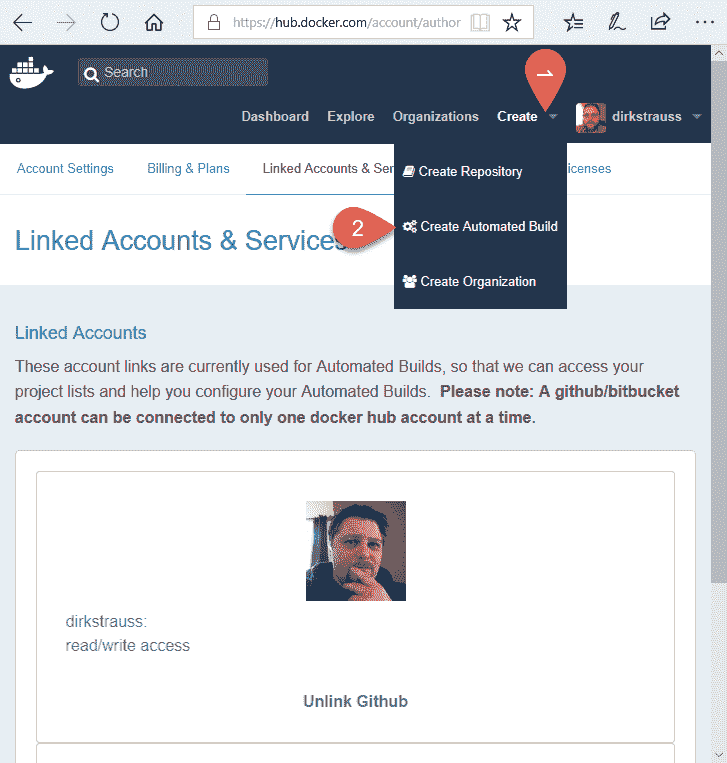 https://hub.docker.com/account/author
Search
1
Dashboard Explore Organizations Create dirkstrauss
Account Settings Billing & Plans Linked Accounts & Ser icenses
Create Repository
2
Create Automated Build
Linked Accounts & Services
Create Organization
Linked Accounts
These account links are currently used for Automated Builds, so that we can access your
project lists and help you configure your Automated Builds. Please note: A github/bitbucket
account can be connected to only one docker hub account at a time.
dirkstrauss:
read/write access
Unlink Github